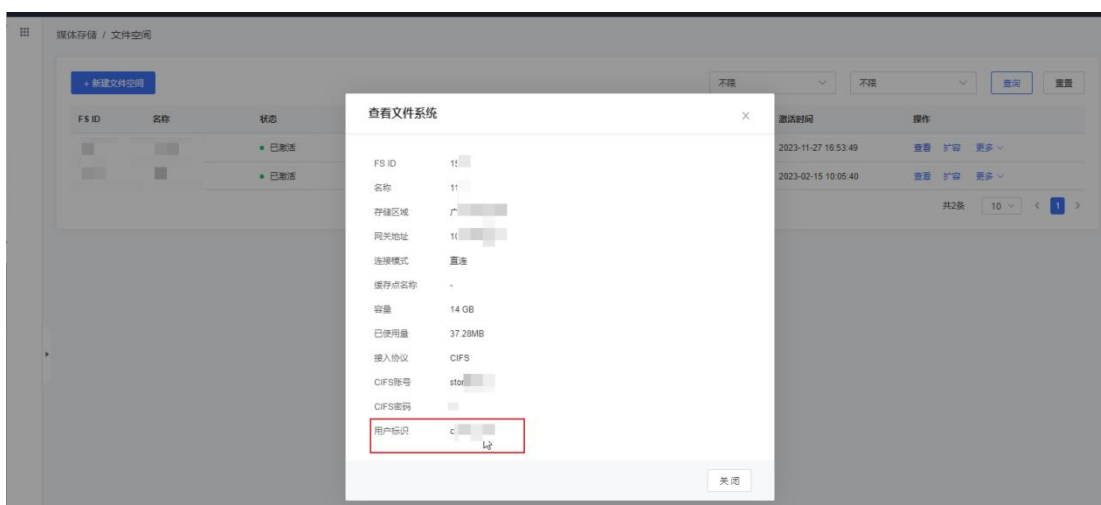 媒体存储 / 文件空间
+ 新建文件空间
不限
不限
查询
重置
FS ID 名称 状态 激活时间 操作
已激活 2023-11-27 16:53:49 查看 扩容 更多
已激活 2023-02-15 10:05:40 查看 扩容 更多
共2条 10 1
查看文件系统
FS ID 15
名称 11
存储区域 广
网关地址 10
连接模式 直连
缓存点名称 -
容量 14 GB
已使用量 37.28MB
接入协议 CIFS
CIFS账号 stor
CIFS密码
用户标识 c
关闭